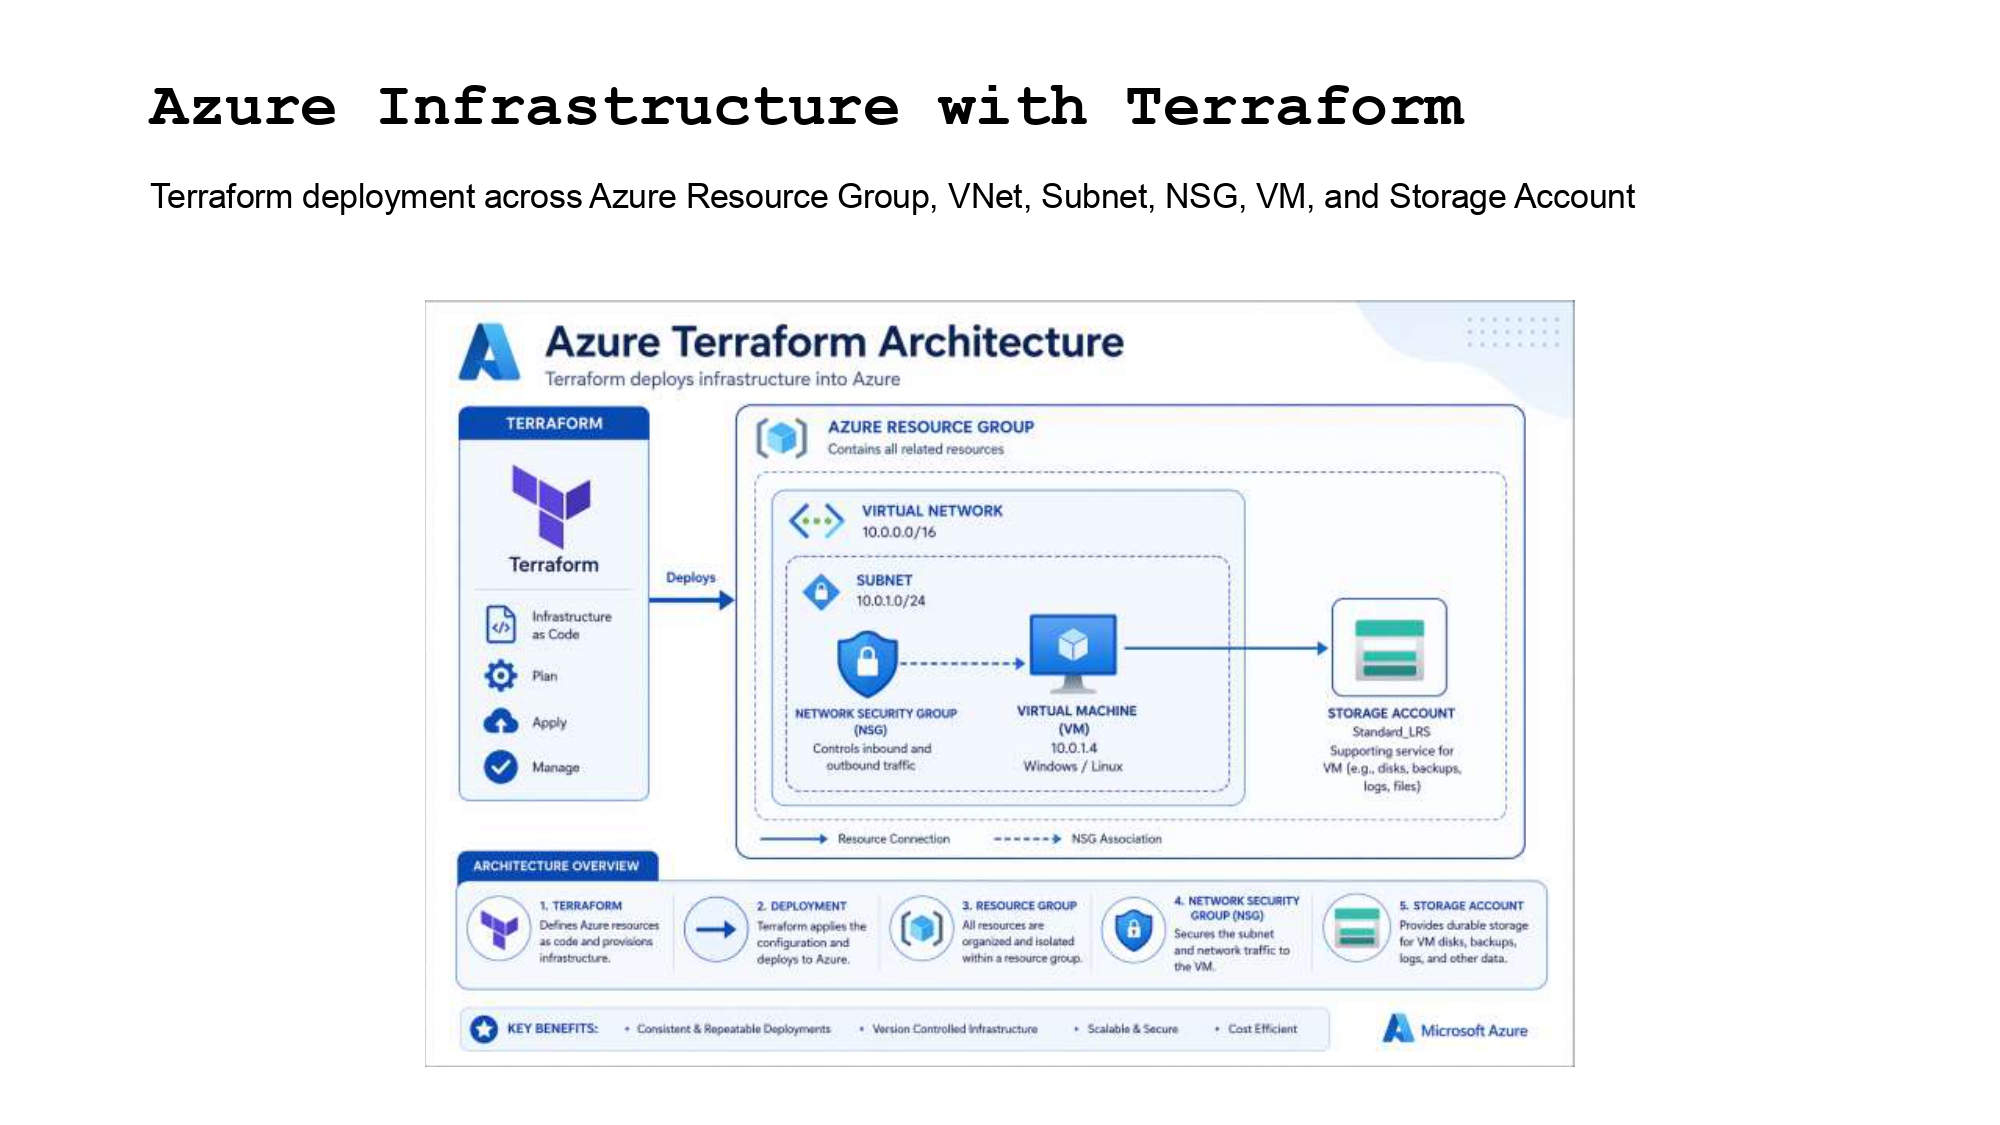 Azure Infrastructure with Terraform
Terraform deployment across Azure Resource Group, VNet, Subnet, NSG, VM, and Storage Account
Azure Terraform Architecture
Terraform deploys infrastructure into Azure
TERRAFORM
Terraform
</>
Infrastructure
as Code
Plan
Apply
Manage
Deploys
AZURE RESOURCE GROUP
Contains all related resources
VIRTUAL NETWORK
10.0.0.0/16
SUBNET
10.0.1.0/24
NETWORK SECURITY GROUP
(NSG)
Controls inbound and
outbound traffic
VIRTUAL MACHINE
(VM)
10.0.1.4
Windows / Linux
STORAGE ACCOUNT
Standard_LRS
Supporting service for
VM (e.g., disks, backups,
logs, files)
Resource Connection
NSG Association
ARCHITECTURE OVERVIEW
1. TERRAFORM
Defines Azure resources
as code and provisions
infrastructure.
2. DEPLOYMENT
Terraform applies the
configuration and
deploys to Azure.
3. RESOURCE GROUP
All resources are
organized and isolated
within a resource group.
4. NETWORK SECURITY
GROUP (NSG)
Secures the subnet
and network traffic to
the VM.
5. STORAGE ACCOUNT
Provides durable storage
for VM disks, backups,
logs, and other data.
KEY BENEFITS: • Consistent & Repeatable Deployments • Version Controlled Infrastructure • Scalable & Secure • Cost Efficient
Microsoft Azure